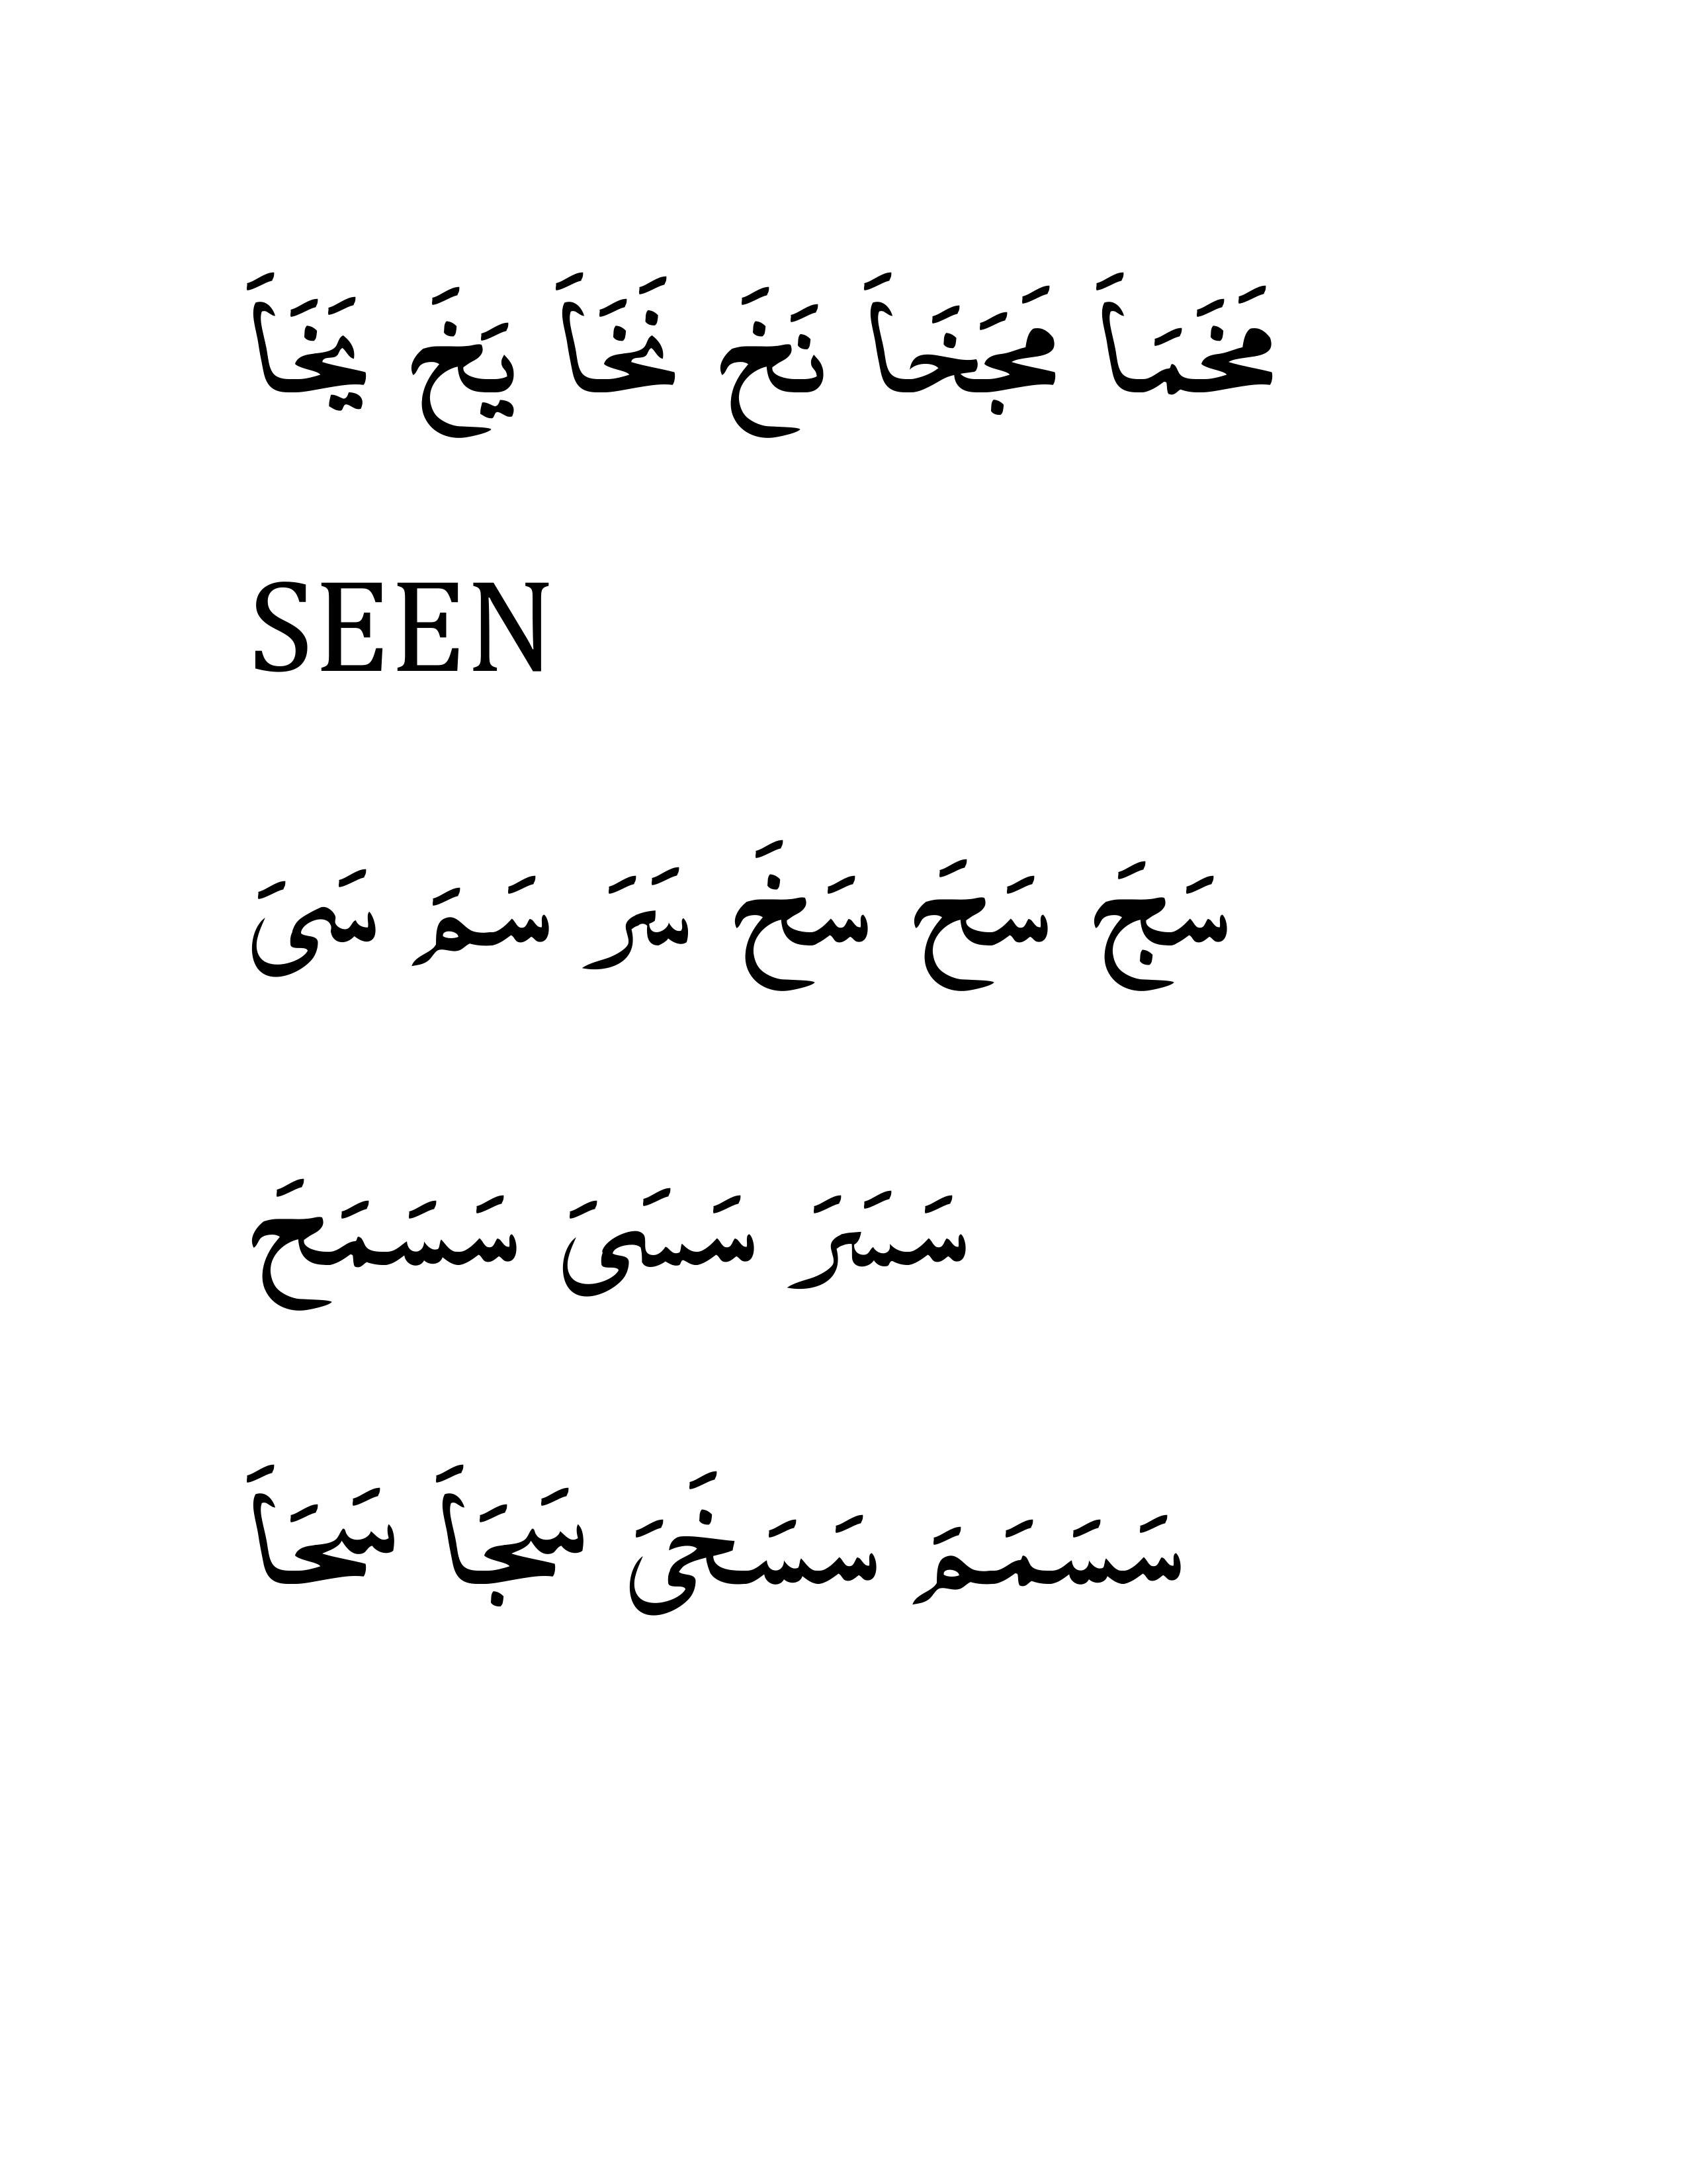 مَخَىَاَ مَجَخَاَ نَخَ نَخَاَ يَخَ يَخَاَ
SEEN
سَجَ سَحَ سَخَ سَرَ سَمَ سَىَ
سَسَرَ سَسَىَ سَسَىَحَ
سَسَىَمَ سَسَخَىَ سَجَاَ سَحَاَ